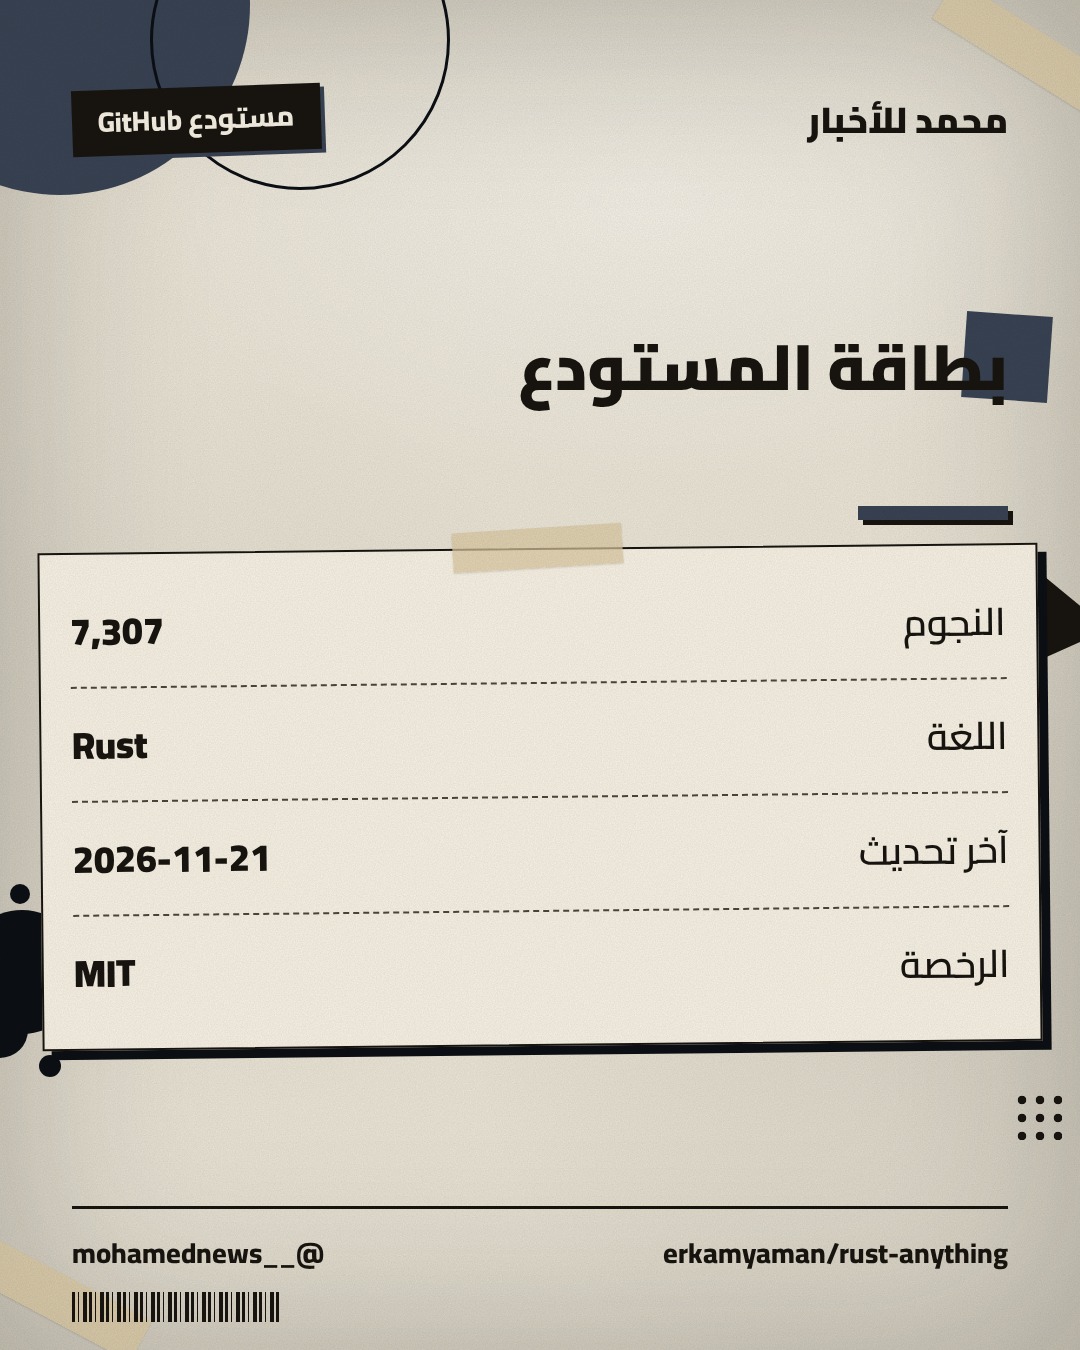 محمد للأخبار
مستودع GitHub
بطاقة المستودع
النجوم 7,307
اللغة Rust
آخر تحديث 2026-11-21
الرخصة MIT
erkamyaman/rust-anything
mohamednews__@